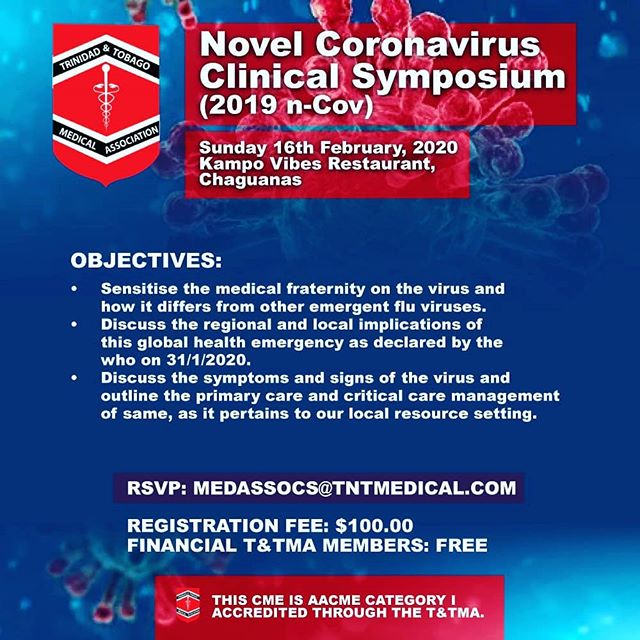 TRINIDAD & TOBAGO
MEDICAL ASSOCIATION
Novel Coronavirus
Clinical Symposium
(2019 n-Cov)
Sunday 16th February, 2020
Kampo Vibes Restaurant,
Chaguanas
OBJECTIVES:
• Sensitise the medical fraternity on the virus and
how it differs from other emergent flu viruses.
• Discuss the regional and local implications of
this global health emergency as declared by the
who on 31/1/2020.
• Discuss the symptoms and signs of the virus and
outline the primary care and critical care management
of same, as it pertains to our local resource setting.
RSVP: MEDASSOCS@TNTMEDICAL.COM
REGISTRATION FEE: $100.00
FINANCIAL T&TMA MEMBERS: FREE
THIS CME IS AACME CATEGORY I
ACCREDITED THROUGH THE T&TMA.